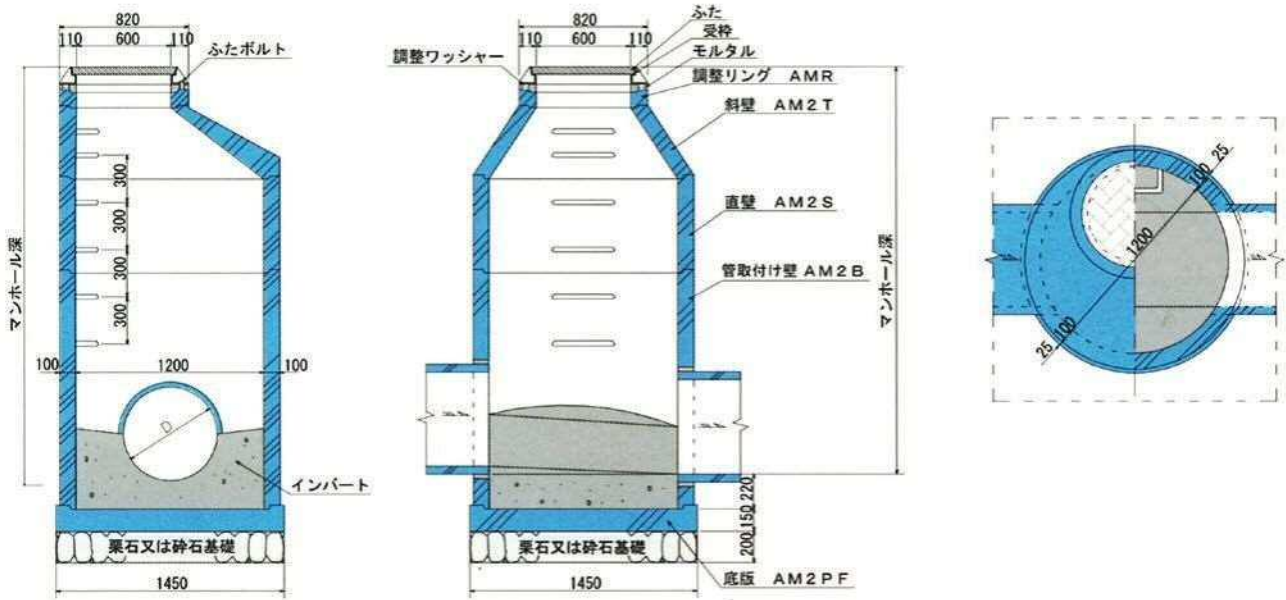 820
110 600 110
ふたボルト
マンホール深
300
300
300
300
100 1200 100
D
インバート
栗石又は砕石基礎
1450
820
110 600 110
ふた
受枠
モルタル
調整ワッシャー
調整リング AMR
斜壁 AM2T
直壁 AM2S
管取付け壁 AM2B
マンホール深
220
150
200
栗石又は砕石基礎
1450
底版 AM2PF
25
100
1200
100
25